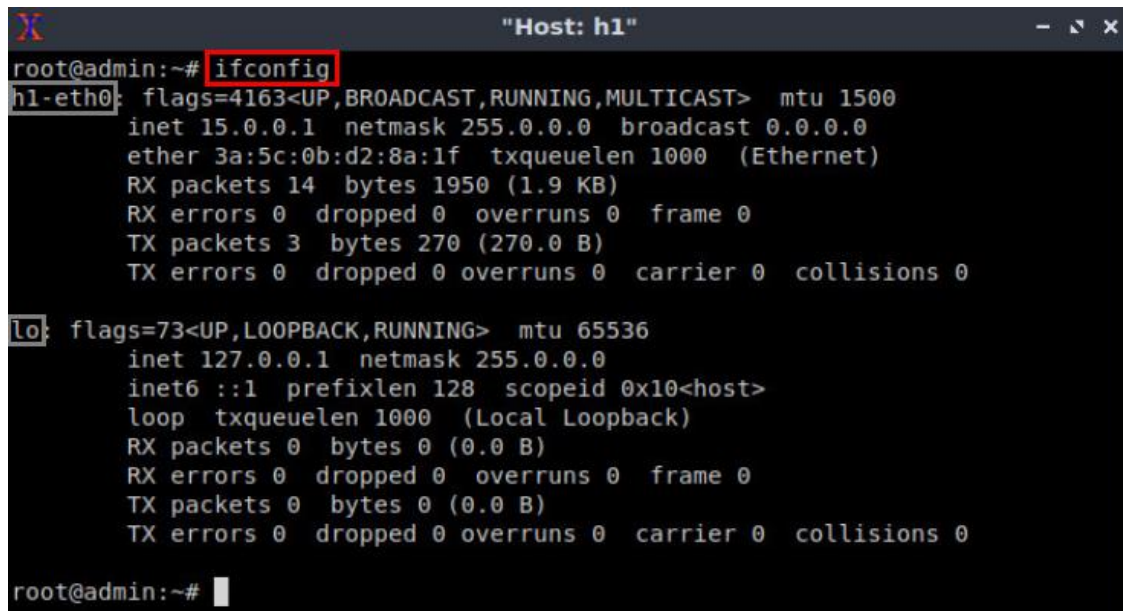 "Host: h1"
root@admin:~# ifconfig
h1-eth0: flags=4163<UP,BROADCAST,RUNNING,MULTICAST>  mtu 1500
        inet 15.0.0.1  netmask 255.0.0.0  broadcast 0.0.0.0
        ether 3a:5c:0b:d2:8a:1f  txqueuelen 1000  (Ethernet)
        RX packets 14  bytes 1950 (1.9 KB)
        RX errors 0  dropped 0  overruns 0  frame 0
        TX packets 3  bytes 270 (270.0 B)
        TX errors 0  dropped 0 overruns 0  carrier 0  collisions 0

lo: flags=73<UP,LOOPBACK,RUNNING>  mtu 65536
        inet 127.0.0.1  netmask 255.0.0.0
        inet6 ::1  prefixlen 128  scopeid 0x10<host>
        loop  txqueuelen 1000  (Local Loopback)
        RX packets 0  bytes 0 (0.0 B)
        RX errors 0  dropped 0  overruns 0  frame 0
        TX packets 0  bytes 0 (0.0 B)
        TX errors 0  dropped 0 overruns 0  carrier 0  collisions 0

root@admin:~#